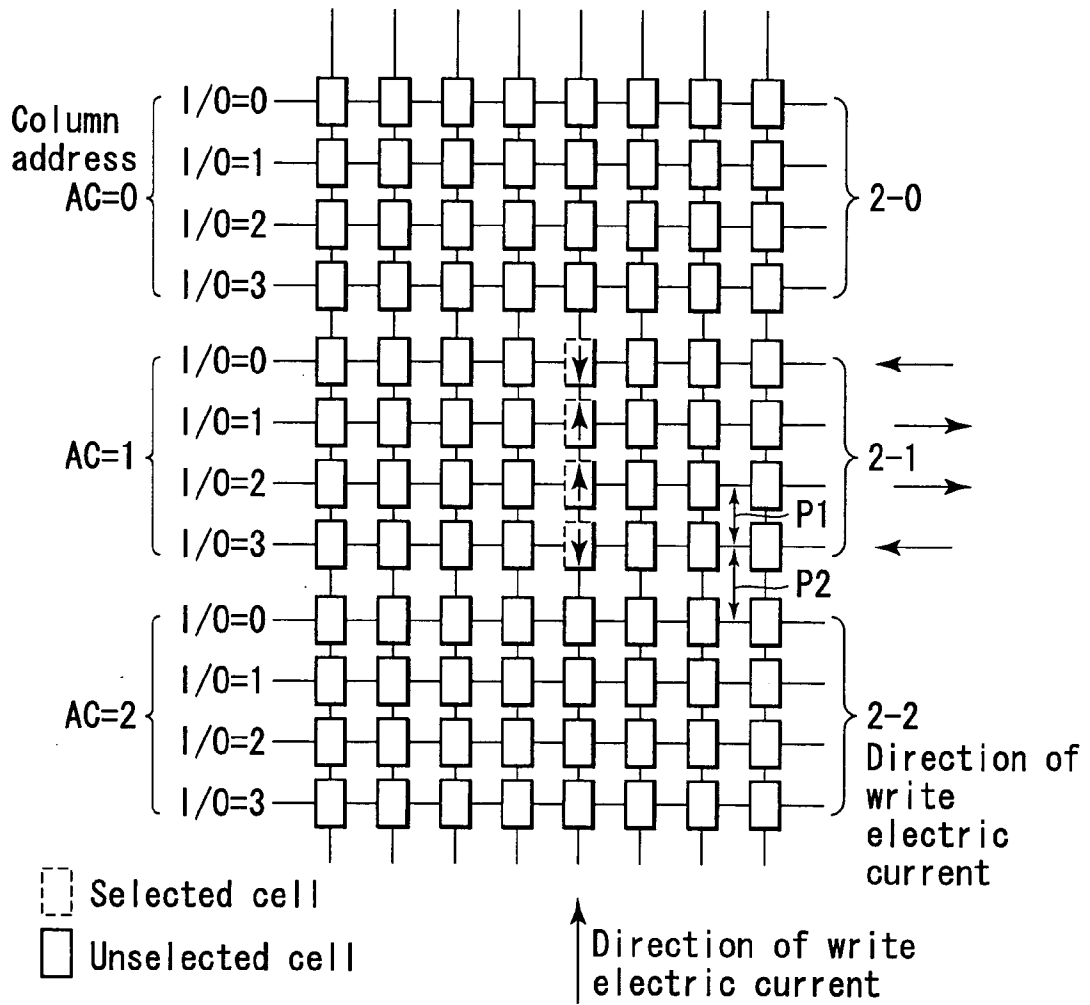 Column
address
AC=0
I/O=0
I/O=1
I/O=2
I/O=3
2-0
AC=1
I/O=0
I/O=1
I/O=2
I/O=3
2-1
P1
P2
AC=2
I/O=0
I/O=1
I/O=2
I/O=3
2-2
Direction of
write
electric
current
Selected cell
Unselected cell
Direction of write
electric current